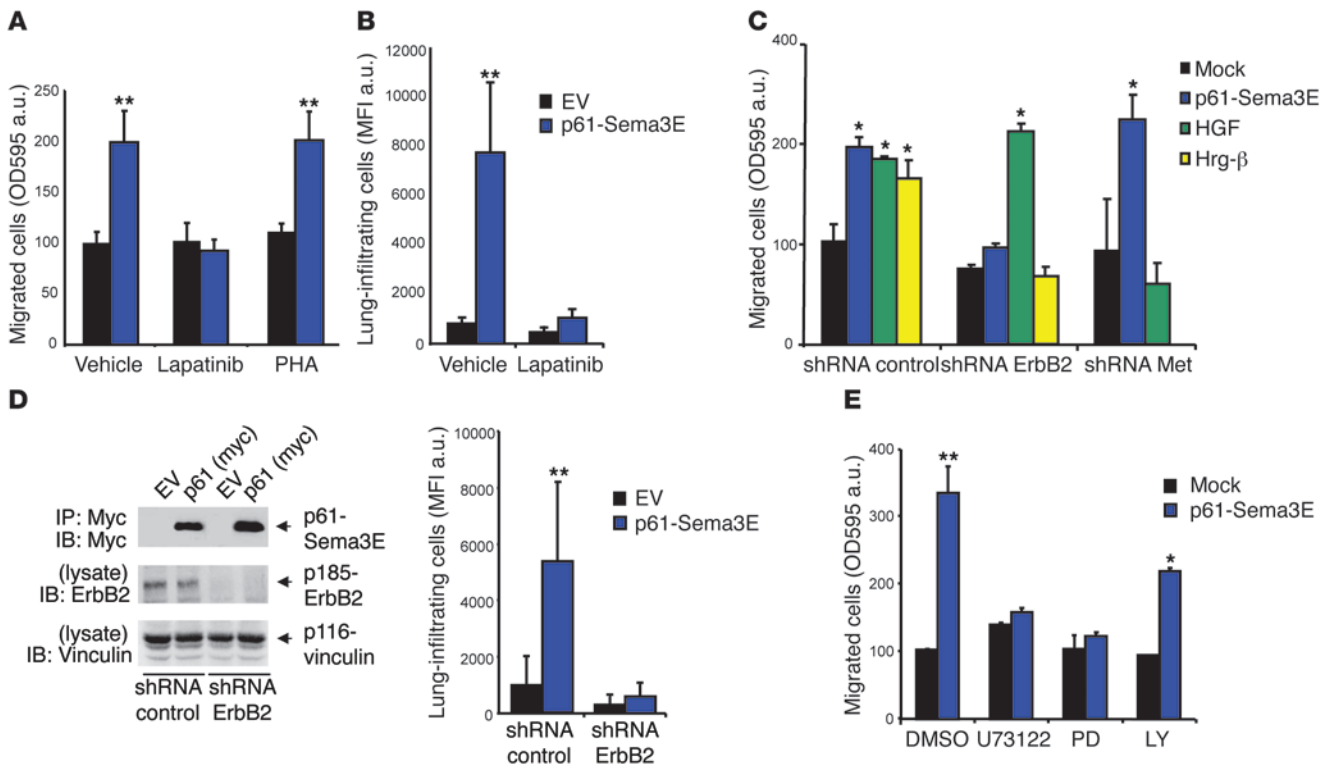 A
Migrated cells (OD595 a.u.)
250
200
150
100
50
0
**
**
Vehicle Lapatinib PHA
B
Lung-infiltrating cells (MFI a.u.)
12000
10000
8000
6000
4000
2000
0
**
EV
p61-Sema3E
Vehicle Lapatinib
C
Migrated cells (OD595 a.u.)
400
200
200
0
* * *
*
*
Mock
p61-Sema3E
HGF
Hrg-β
shRNA control shRNA ErbB2 shRNA Met
D
EV p61 (myc) EV p61 (myc)
IP: Myc
IB: Myc
p61-
Sema3E
(lysate)
IB: ErbB2
p185-
ErbB2
(lysate)
IB: Vinculin
p116-
vinculin
shRNA
control
shRNA
ErbB2
Lung-infiltrating cells (MFI a.u.)
10000
8000
6000
4000
2000
0
**
EV
p61-Sema3E
shRNA
control
shRNA
ErbB2
E
Migrated cells (OD595 a.u.)
400
300
200
100
0
**
*
Mock
p61-Sema3E
DMSO U73122 PD LY